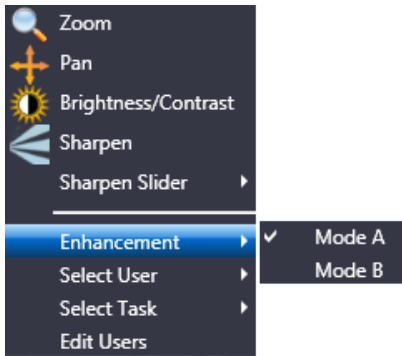 Zoom
Pan
Brightness/Contrast
Sharpen
Sharpen Slider
Enhancement
Mode A
Mode B
Select User
Select Task
Edit Users